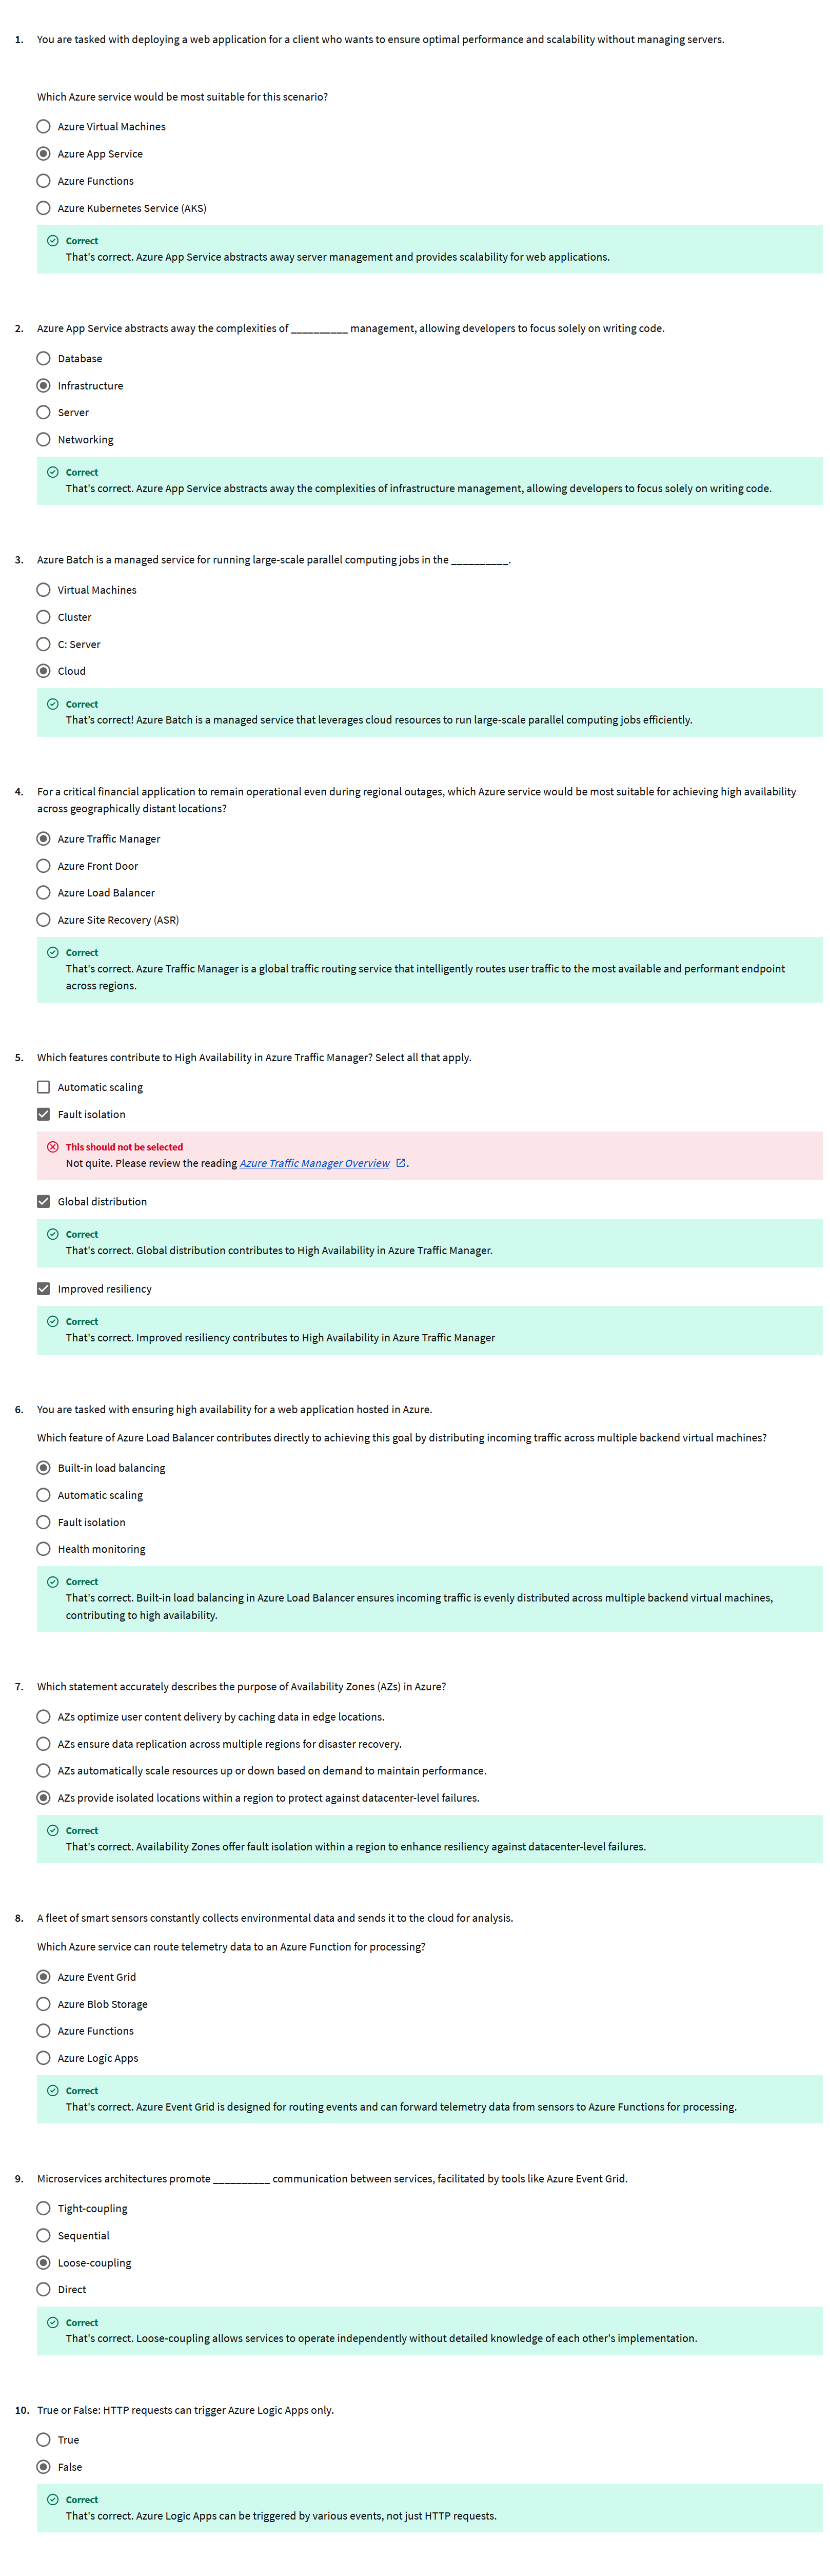 1. You are tasked with deploying a web application for a client who wants to ensure optimal performance and scalability without managing servers.
Which Azure service would be most suitable for this scenario?
Azure Virtual Machines
Azure App Service
Azure Functions
Azure Kubernetes Service (AKS)
Correct
That's correct. Azure App Service abstracts away server management and provides scalability for web applications.
2. Azure App Service abstracts away the complexities of __________ management, allowing developers to focus solely on writing code.
Database
Infrastructure
Server
Networking
Correct
That's correct. Azure App Service abstracts away the complexities of infrastructure management, allowing developers to focus solely on writing code.
3. Azure Batch is a managed service for running large-scale parallel computing jobs in the __________.
Virtual Machines
Cluster
C: Server
Cloud
Correct
That's correct! Azure Batch is a managed service that leverages cloud resources to run large-scale parallel computing jobs efficiently.
4. For a critical financial application to remain operational even during regional outages, which Azure service would be most suitable for achieving high availability
across geographically distant locations?
Azure Traffic Manager
Azure Front Door
Azure Load Balancer
Azure Site Recovery (ASR)
Correct
That's correct. Azure Traffic Manager is a global traffic routing service that intelligently routes user traffic to the most available and performant endpoint
across regions.
5. Which features contribute to High Availability in Azure Traffic Manager? Select all that apply.
Automatic scaling
Fault isolation
This should not be selected
Not quite. Please review the reading Azure Traffic Manager Overview.
Global distribution
Correct
That's correct. Global distribution contributes to High Availability in Azure Traffic Manager.
Improved resiliency
Correct
That's correct. Improved resiliency contributes to High Availability in Azure Traffic Manager
6. You are tasked with ensuring high availability for a web application hosted in Azure.
Which feature of Azure Load Balancer contributes directly to achieving this goal by distributing incoming traffic across multiple backend virtual machines?
Built-in load balancing
Automatic scaling
Fault isolation
Health monitoring
Correct
That's correct. Built-in load balancing in Azure Load Balancer ensures incoming traffic is evenly distributed across multiple backend virtual machines,
contributing to high availability.
7. Which statement accurately describes the purpose of Availability Zones (AZs) in Azure?
AZs optimize user content delivery by caching data in edge locations.
AZs ensure data replication across multiple regions for disaster recovery.
AZs automatically scale resources up or down based on demand to maintain performance.
AZs provide isolated locations within a region to protect against datacenter-level failures.
Correct
That's correct. Availability Zones offer fault isolation within a region to enhance resiliency against datacenter-level failures.
8. A fleet of smart sensors constantly collects environmental data and sends it to the cloud for analysis.
Which Azure service can route telemetry data to an Azure Function for processing?
Azure Event Grid
Azure Blob Storage
Azure Functions
Azure Logic Apps
Correct
That's correct. Azure Event Grid is designed for routing events and can forward telemetry data from sensors to Azure Functions for processing.
9. Microservices architectures promote __________ communication between services, facilitated by tools like Azure Event Grid.
Tight-coupling
Sequential
Loose-coupling
Direct
Correct
That's correct. Loose-coupling allows services to operate independently without detailed knowledge of each other's implementation.
10. True or False: HTTP requests can trigger Azure Logic Apps only.
True
False
Correct
That's correct. Azure Logic Apps can be triggered by various events, not just HTTP requests.